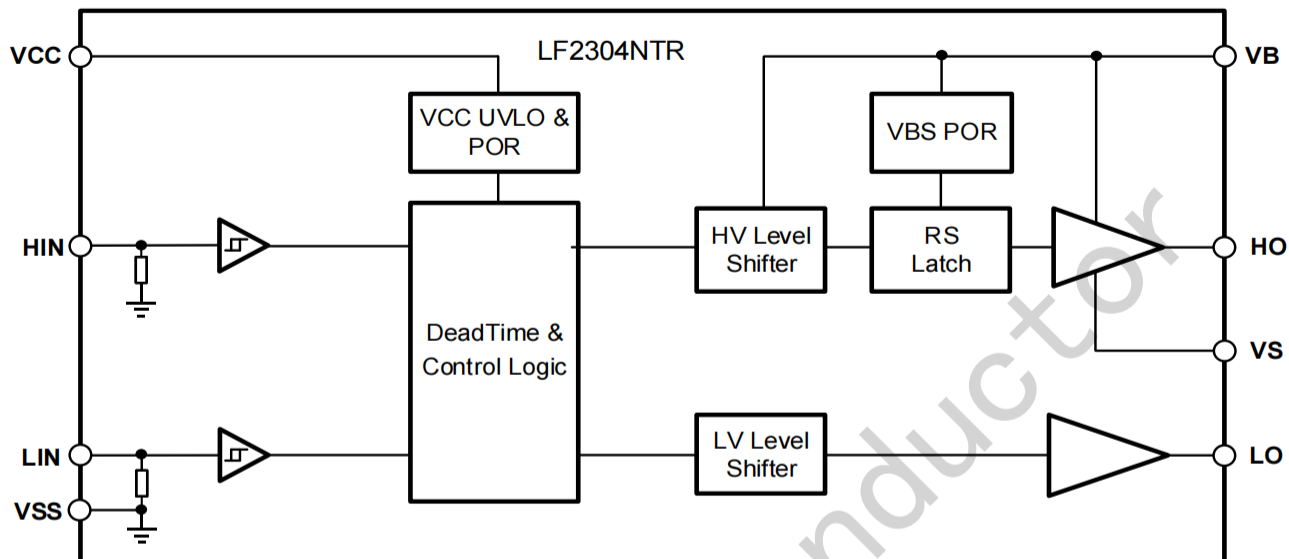 LF2304NTR
VCC
VB
VCC UVLO &
POR
VBS POR
HIN
HV Level
Shifter
RS
Latch
HO
DeadTime &
Control Logic
VS
LIN
LV Level
Shifter
LO
VSS
nductor